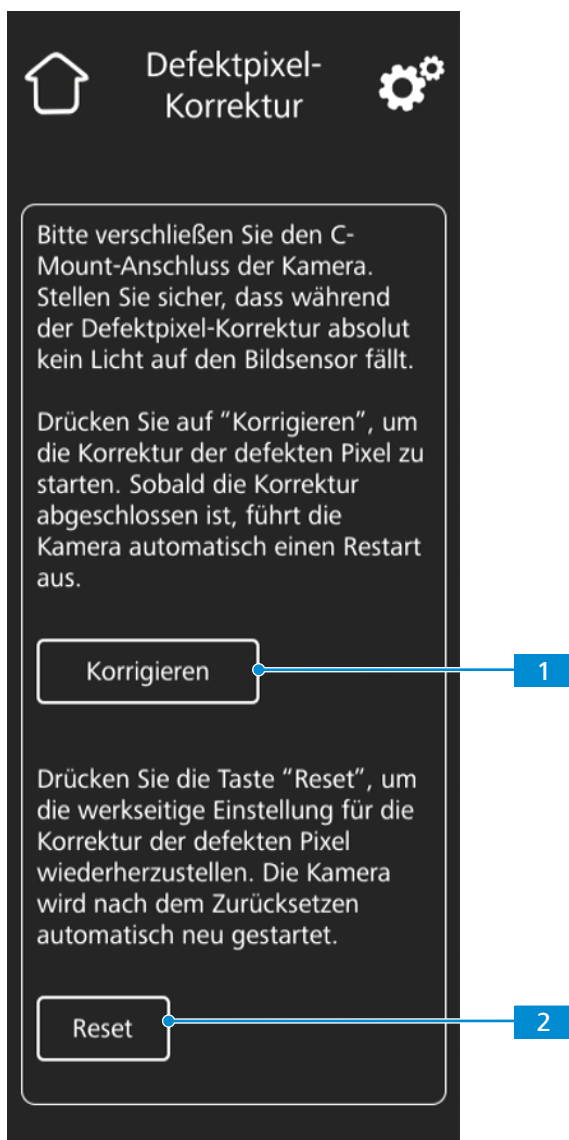 Defektpixel-
Korrektur
Bitte verschließen Sie den C-
Mount-Anschluss der Kamera.
Stellen Sie sicher, dass während
der Defektpixel-Korrektur absolut
kein Licht auf den Bildsensor fällt.
Drücken Sie auf “Korrigieren”, um
die Korrektur der defekten Pixel zu
starten. Sobald die Korrektur
abgeschlossen ist, führt die
Kamera automatisch einen Restart
aus.
Korrigieren
1
Drücken Sie die Taste “Reset”, um
die werkseitige Einstellung für die
Korrektur der defekten Pixel
wiederherzustellen. Die Kamera
wird nach dem Zurücksetzen
automatisch neu gestartet.
Reset
2